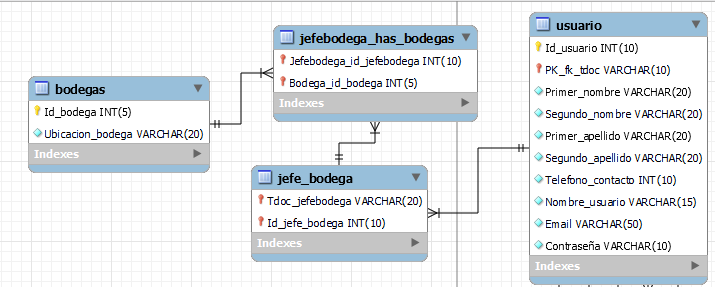 bodegas
Id_bodega INT(5)
Ubicacion_bodega VARCHAR(20)
Indexes
jefebodega_has_bodegas
Jefebodega_id_jefebodega INT(10)
Bodega_id_bodega INT(5)
Indexes
jefe_bodega
Tdoc_jefebodega VARCHAR(20)
Id_jefe_bodega INT(10)
Indexes
usuario
Id_usuario INT(10)
PK_fk_tdoc VARCHAR(10)
Primer_nombre VARCHAR(20)
Segundo_nombre VARCHAR(20)
Primer_apellido VARCHAR(20)
Segundo_apellido VARCHAR(20)
Telefono_contacto INT(10)
Nombre_usuario VARCHAR(15)
Email VARCHAR(50)
Contraseña VARCHAR(10)
Indexes